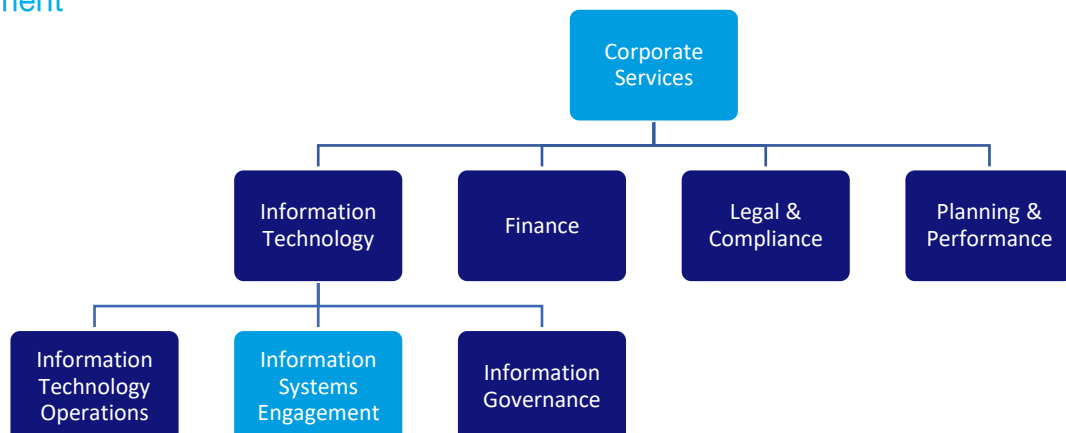 Corporate
Services
Information
Technology
Finance
Legal &
Compliance
Planning &
Performance
Information
Technology
Operations
Information
Systems
Engagement
Information
Governance